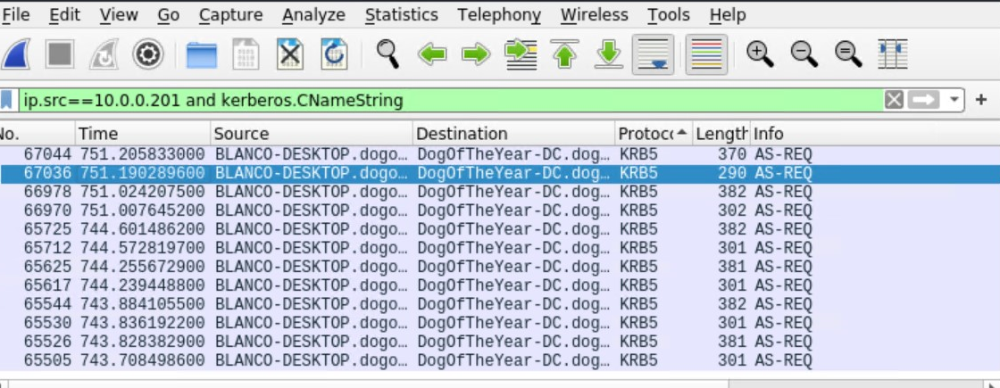 File Edit View Go Capture Analyze Statistics Telephony Wireless Tools Help
ip.src==10.0.0.201 and kerberos.CNameString
No. Time Source Destination Protoc Length Info
67044 751.205833000 BLANCO-DESKTOP.dogo… DogOfTheYear-DC.dog… KRB5 370 AS-REQ
67036 751.190289600 BLANCO-DESKTOP.dogo… DogOfTheYear-DC.dog… KRB5 290 AS-REQ
66978 751.024207500 BLANCO-DESKTOP.dogo… DogOfTheYear-DC.dog… KRB5 382 AS-REQ
66970 751.007645200 BLANCO-DESKTOP.dogo… DogOfTheYear-DC.dog… KRB5 302 AS-REQ
65725 744.601486200 BLANCO-DESKTOP.dogo… DogOfTheYear-DC.dog… KRB5 382 AS-REQ
65712 744.572819700 BLANCO-DESKTOP.dogo… DogOfTheYear-DC.dog… KRB5 301 AS-REQ
65625 744.255672900 BLANCO-DESKTOP.dogo… DogOfTheYear-DC.dog… KRB5 381 AS-REQ
65617 744.239448800 BLANCO-DESKTOP.dogo… DogOfTheYear-DC.dog… KRB5 301 AS-REQ
65544 743.884105500 BLANCO-DESKTOP.dogo… DogOfTheYear-DC.dog… KRB5 382 AS-REQ
65530 743.836192200 BLANCO-DESKTOP.dogo… DogOfTheYear-DC.dog… KRB5 301 AS-REQ
65526 743.828382900 BLANCO-DESKTOP.dogo… DogOfTheYear-DC.dog… KRB5 381 AS-REQ
65505 743.708498600 BLANCO-DESKTOP.dogo… DogOfTheYear-DC.dog… KRB5 301 AS-REQ